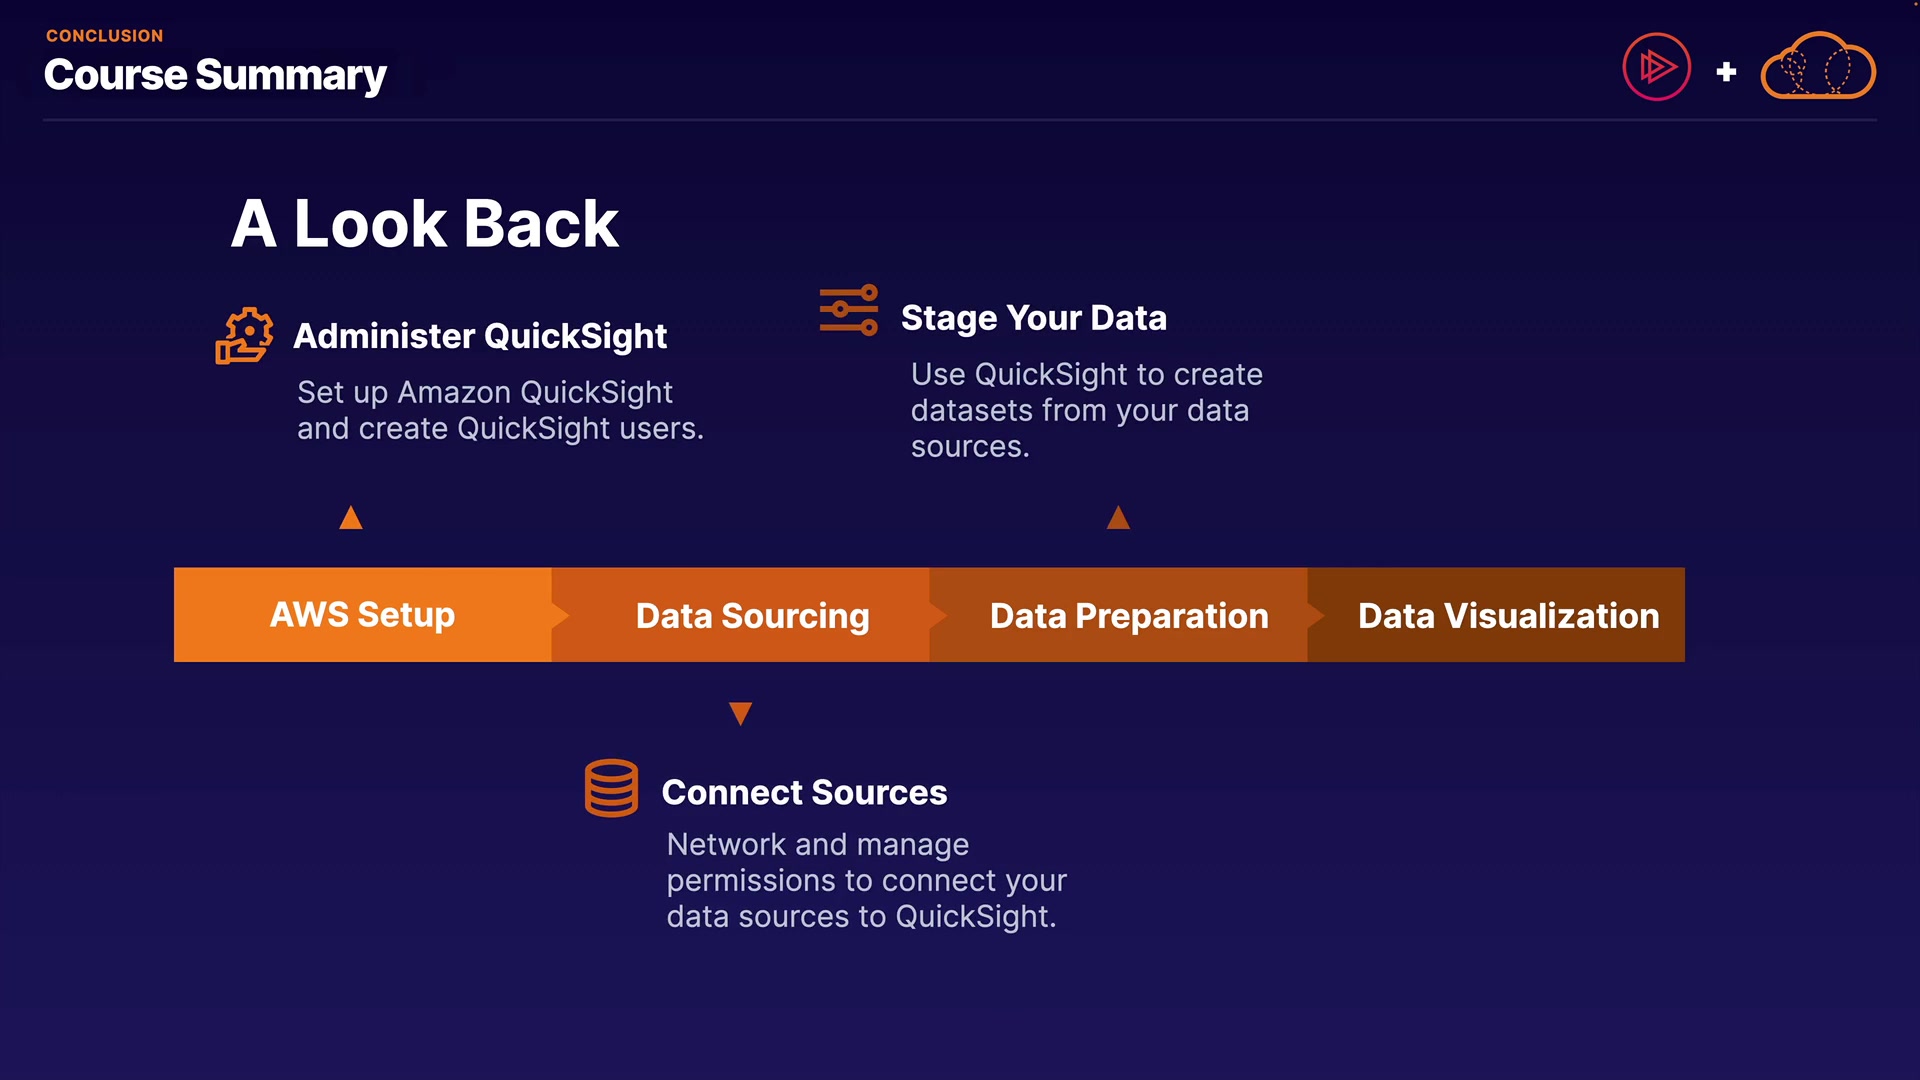 CONCLUSION
Course Summary
A Look Back
Administer QuickSight
Set up Amazon QuickSight
and create QuickSight users.
Stage Your Data
Use QuickSight to create
datasets from your data
sources.
AWS Setup
Data Sourcing
Data Preparation
Data Visualization
Connect Sources
Network and manage
permissions to connect your
data sources to QuickSight.